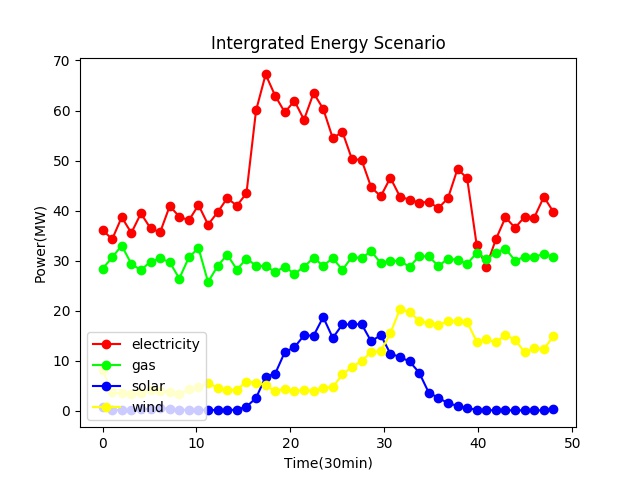 Intergrated Energy Scenario
Power(MW)
70
60
50
40
30
20
10
0
electricity
gas
solar
wind
0 10 20 30 40 50
Time(30min)